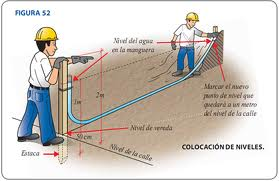 FIGURA 52
Nivel del agua
en la manguera
Marcar el nuevo
punto de nivel que
quedará a un metro
del nivel de la calle
1m
2m
50 cm
Nivel de vereda
COLOCACIÓN DE NIVELES.
Estaca
Nivel de la calle